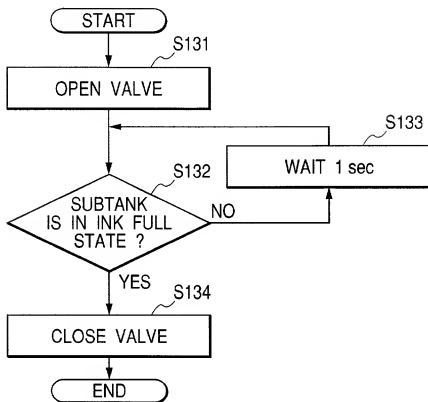 START
S131
OPEN VALVE
S133
WAIT 1 sec
S132
SUBTANK
IS IN INK FULL
STATE ?
NO
YES
S134
CLOSE VALVE
END